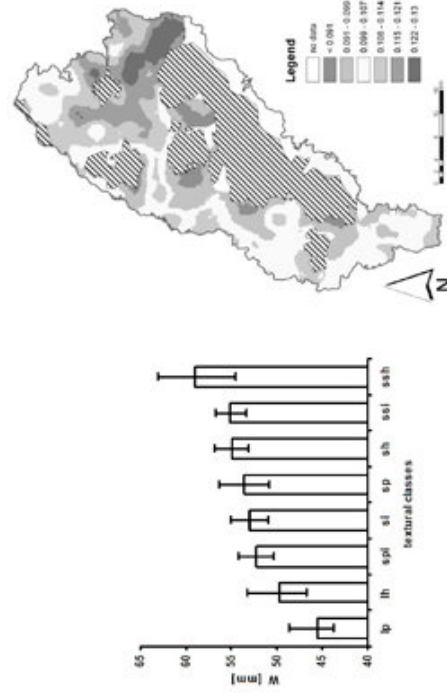 Legend
no data
< 0.091
0.091 - 0.099
0.099 - 0.107
0.108 - 0.114
0.115 - 0.121
0.122 - 0.13
N
65
60
55
50
45
40
W [mm]
lp lh spl sl sp sh ssl ssh
textural classes